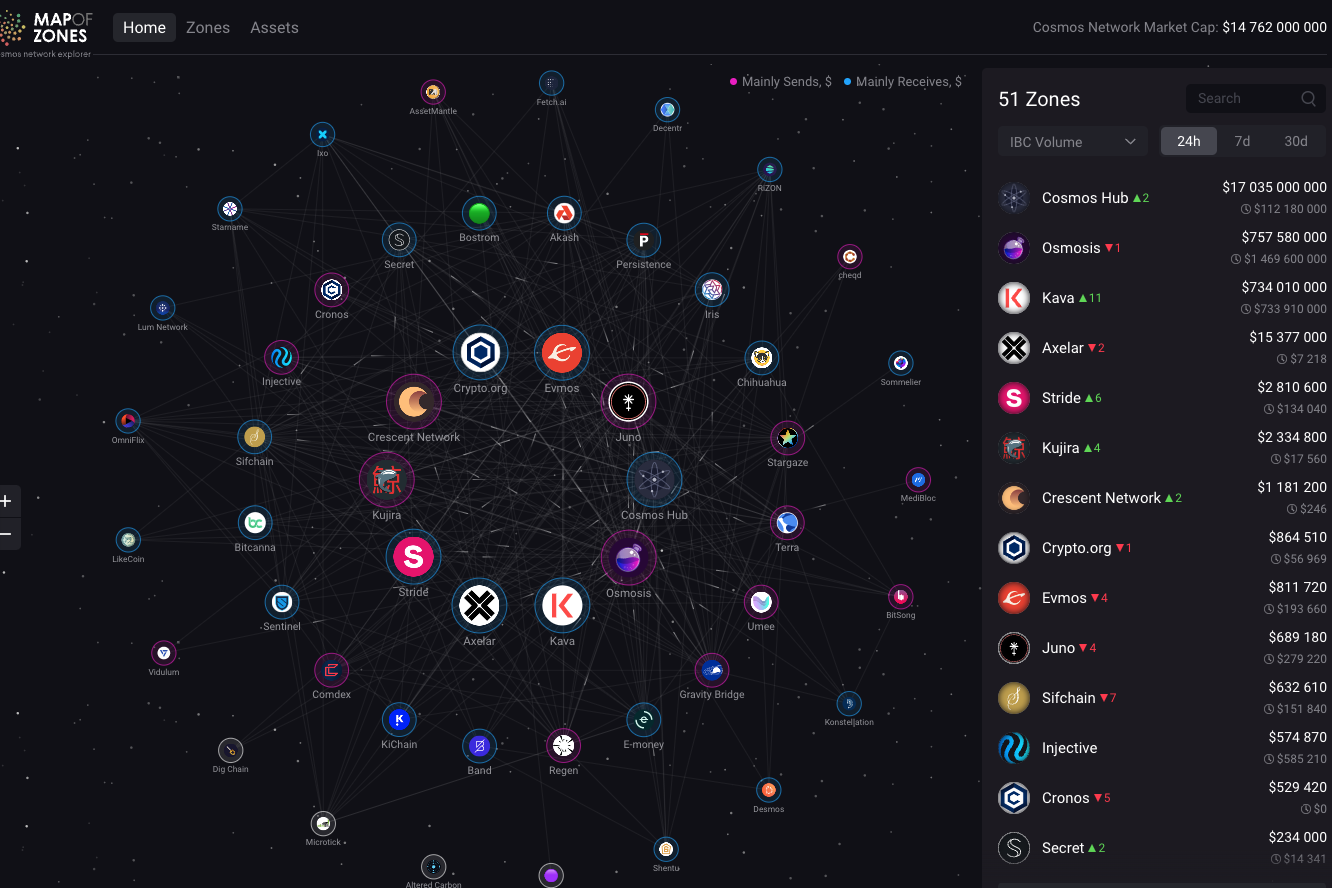 MAPOF
ZONES
smos network explorer
Home
Zones
Assets
Cosmos Network Market Cap: $14 762 000 000
Mainly Sends, $
Mainly Receives, $
AssetMantle
Fetch.ai
Decentr
Ixo
RIZON
Starname
Bostrom
Akash
Secret
Persistence
cheqd
Cronos
Iris
Lum Network
Injective
Crypto.org
Evmos
Chihuahua
Sommelier
Crescent Network
Juno
OmniFlix
Sifchain
Stargaze
Kujira
Cosmos Hub
MediBloc
Bitcanna
Terra
LikeCoin
Stride
Osmosis
Sentinel
Axelar
Kava
Umee
BitSong
Vidulum
Comdex
Gravity Bridge
Konstellation
KiChain
E-money
Dig Chain
Band
Regen
Desmos
Microtick
Shentu
Altered Carbon
51 Zones
Search
IBC Volume
24h
7d
30d
Cosmos Hub ▲2
$17 035 000 000
$112 180 000
Osmosis ▼1
$757 580 000
$1 469 600 000
Kava ▲11
$734 010 000
$733 910 000
Axelar ▼2
$15 377 000
$7 218
Stride ▲6
$2 810 600
$134 040
Kujira ▲4
$2 334 800
$17 560
Crescent Network ▲2
$1 181 200
$246
Crypto.org ▼1
$864 510
$56 969
Evmos ▼4
$811 720
$193 660
Juno ▼4
$689 180
$279 220
Sifchain ▼7
$632 610
$151 840
Injective
$574 870
$585 210
Cronos ▼5
$529 420
$0
Secret ▲2
$234 000
$14 341